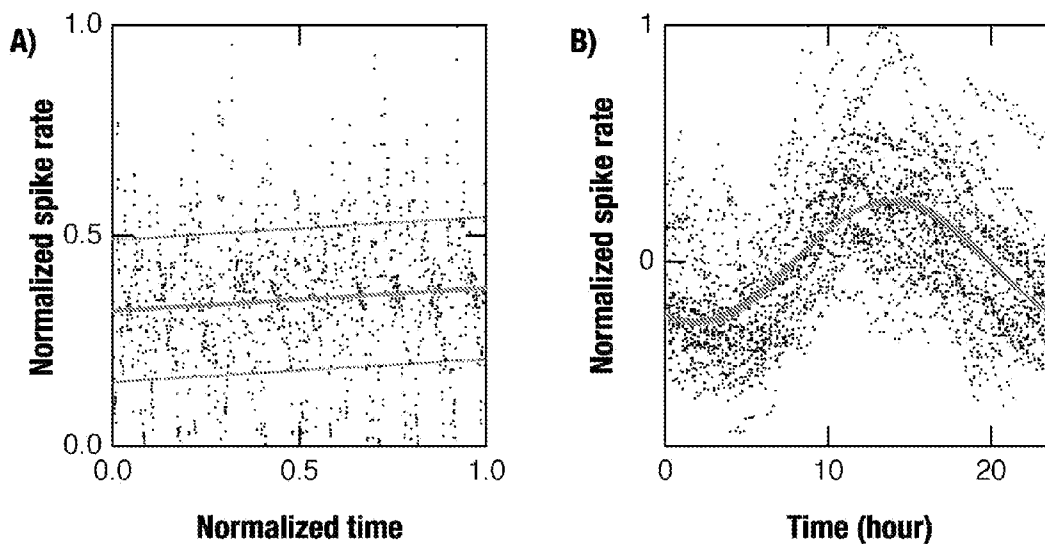 A)
1.0
Normalized spike rate
0.5
0.0
0.0
0.5
1.0
Normalized time
B)
1
Normalized spike rate
0
0
10
20
Time (hour)